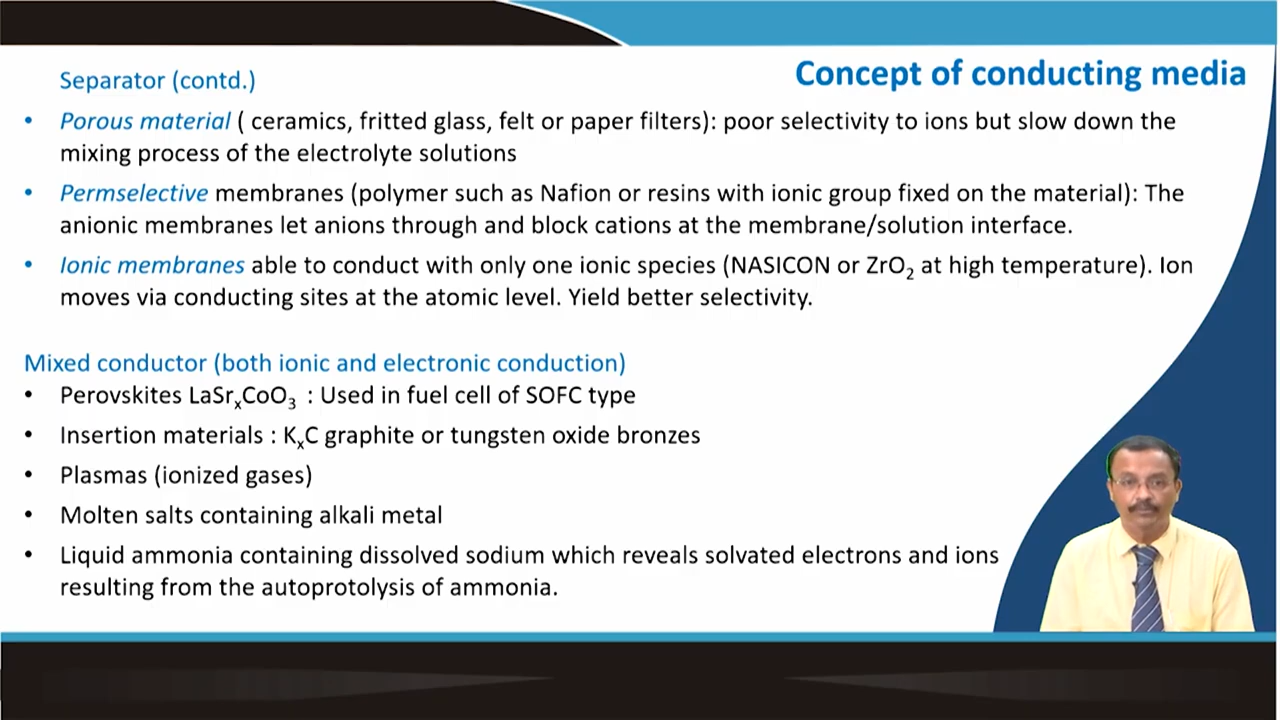 Concept of conducting media
Separator (contd.)
• Porous material ( ceramics, fritted glass, felt or paper filters): poor selectivity to ions but slow down the
mixing process of the electrolyte solutions
• Permselective membranes (polymer such as Nafion or resins with ionic group fixed on the material): The
anionic membranes let anions through and block cations at the membrane/solution interface.
• Ionic membranes able to conduct with only one ionic species (NASICON or ZrO₂ at high temperature). Ion
moves via conducting sites at the atomic level. Yield better selectivity.
Mixed conductor (both ionic and electronic conduction)
• Perovskites LaSrₓCoO₃ : Used in fuel cell of SOFC type
• Insertion materials : KₓC graphite or tungsten oxide bronzes
• Plasmas (ionized gases)
• Molten salts containing alkali metal
• Liquid ammonia containing dissolved sodium which reveals solvated electrons and ions
resulting from the autoprotolysis of ammonia.